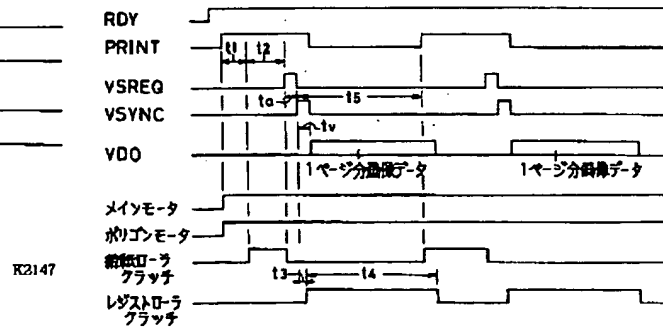 RDY
PRINT
t1 t2
VSREQ
ta t5
VSYNC
tv
VDO
1ページ分画像データ 1ページ分画像データ
メインモータ
ポリゴンモータ
給紙ローラ
クラッチ
K2147
t3 t4
レジストローラ
クラッチ